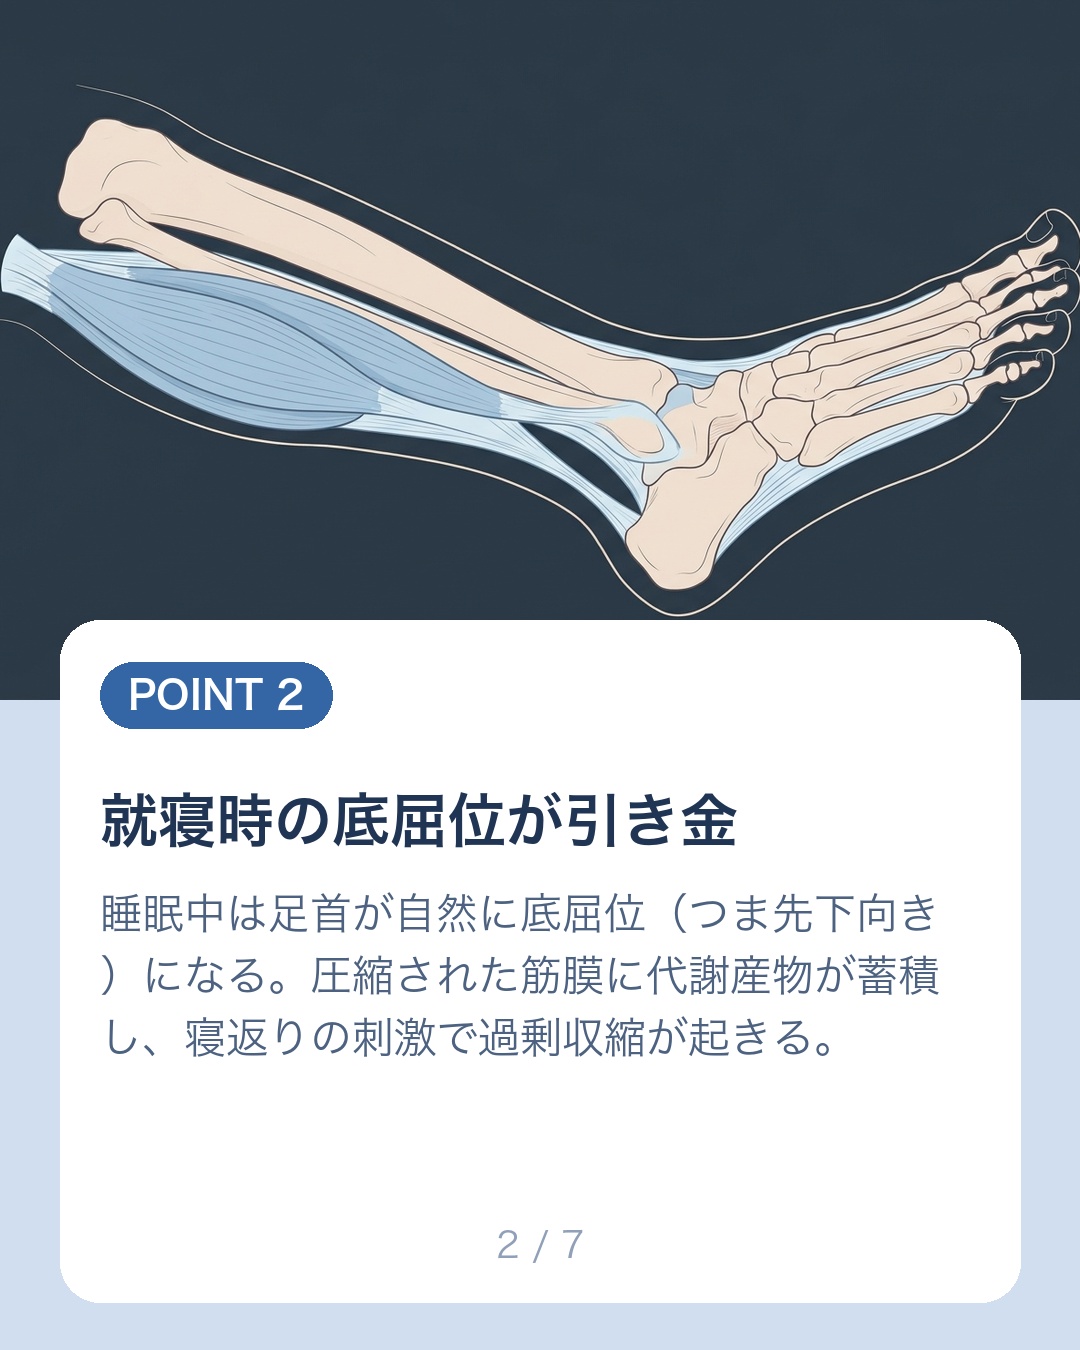 POINT 2
就寝時の底屈位が引き金
睡眠中は足首が自然に底屈位（つま先下向き
）になる。圧縮された筋膜に代謝産物が蓄積
し、寝返りの刺激で過剰収縮が起きる。
2 / 7